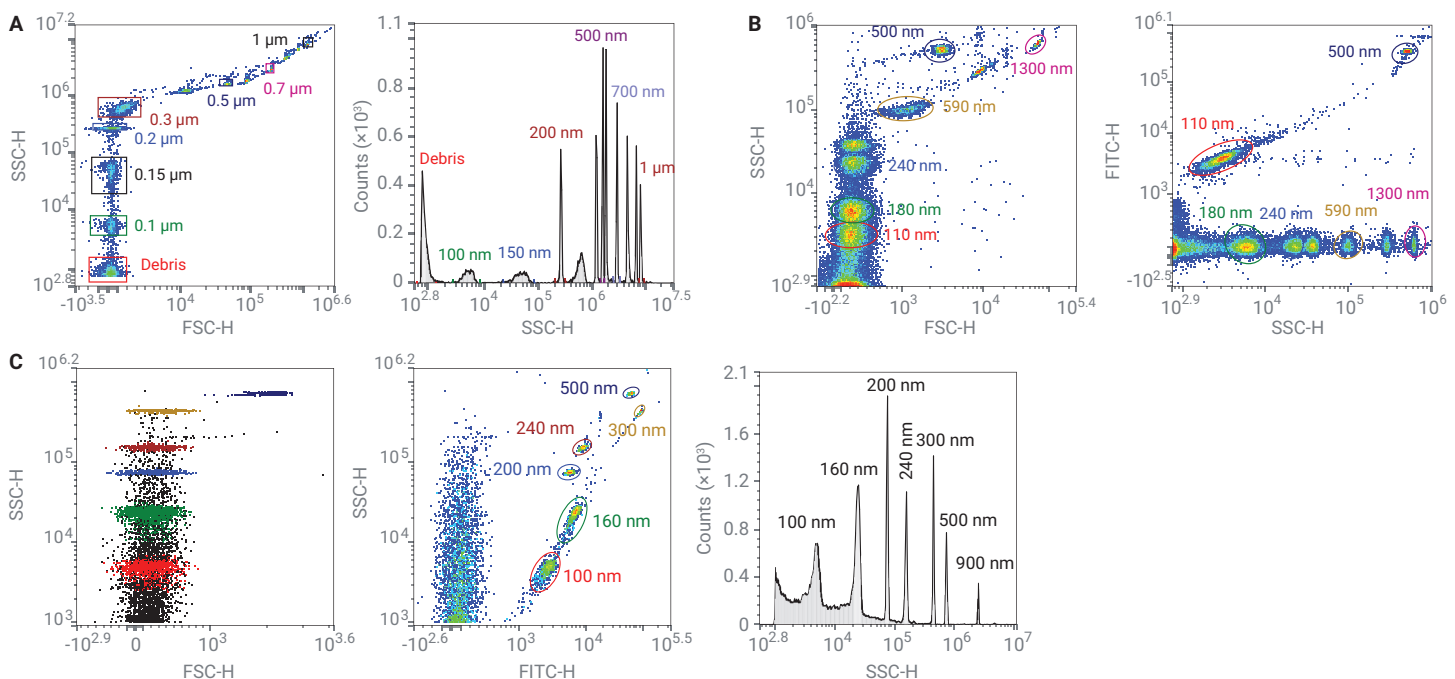 A
10^7.2
10^6
10^5
10^4
10^2.8
SSC-H
1 µm
0.7 µm
0.5 µm
0.3 µm
0.2 µm
0.15 µm
0.1 µm
Debris
-10^3.5
10^4
10^5
10^6.6
FSC-H
1.1
0.8
0.6
0.4
0.2
0
Counts (×10³)
500 nm
700 nm
200 nm
1 µm
Debris
100 nm
150 nm
10^2.8
10^4
10^5
10^6
10^7.5
SSC-H
B
10^6
10^5
10^4
10^2.9
SSC-H
500 nm
1300 nm
590 nm
240 nm
180 nm
110 nm
-10^2.2
10^3
10^4
10^5.4
FSC-H
10^6.1
10^5
10^4
10^3
-10^2.5
FITC-H
500 nm
110 nm
1300 nm
180 nm
240 nm
590 nm
10^2.9
10^4
10^5
10^6
SSC-H
C
10^6.2
10^5
10^4
10^3
SSC-H
-10^2.9
0
10^3
10^3.6
FSC-H
10^6.2
10^5
10^4
10^3
SSC-H
500 nm
300 nm
240 nm
200 nm
160 nm
100 nm
-10^2.6
10^3
10^4
10^5.5
FITC-H
2.1
1.6
1.2
0.8
0.4
0
Counts (×10³)
200 nm
240 nm
300 nm
160 nm
100 nm
500 nm
900 nm
10^2.8
10^4
10^5
10^6
10^7
SSC-H